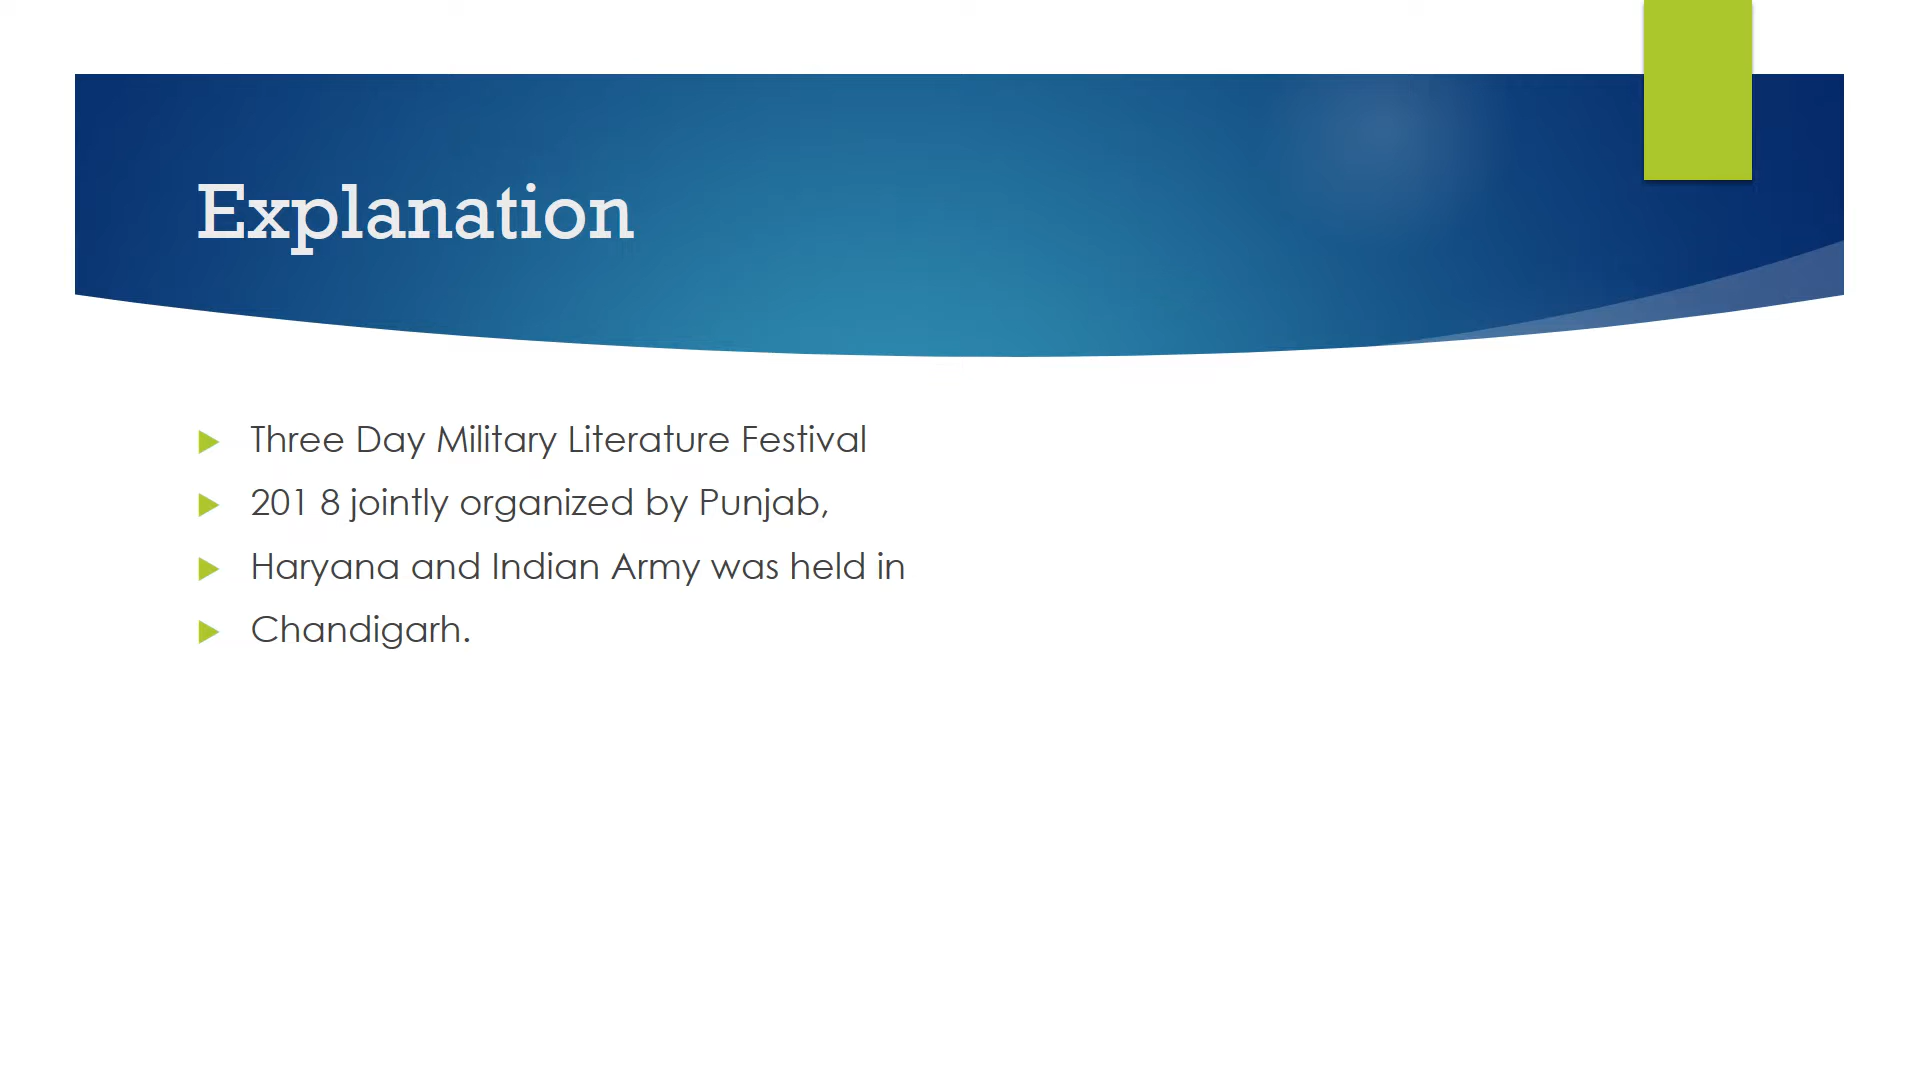 Explanation
Three Day Military Literature Festival
201 8 jointly organized by Punjab,
Haryana and Indian Army was held in
Chandigarh.